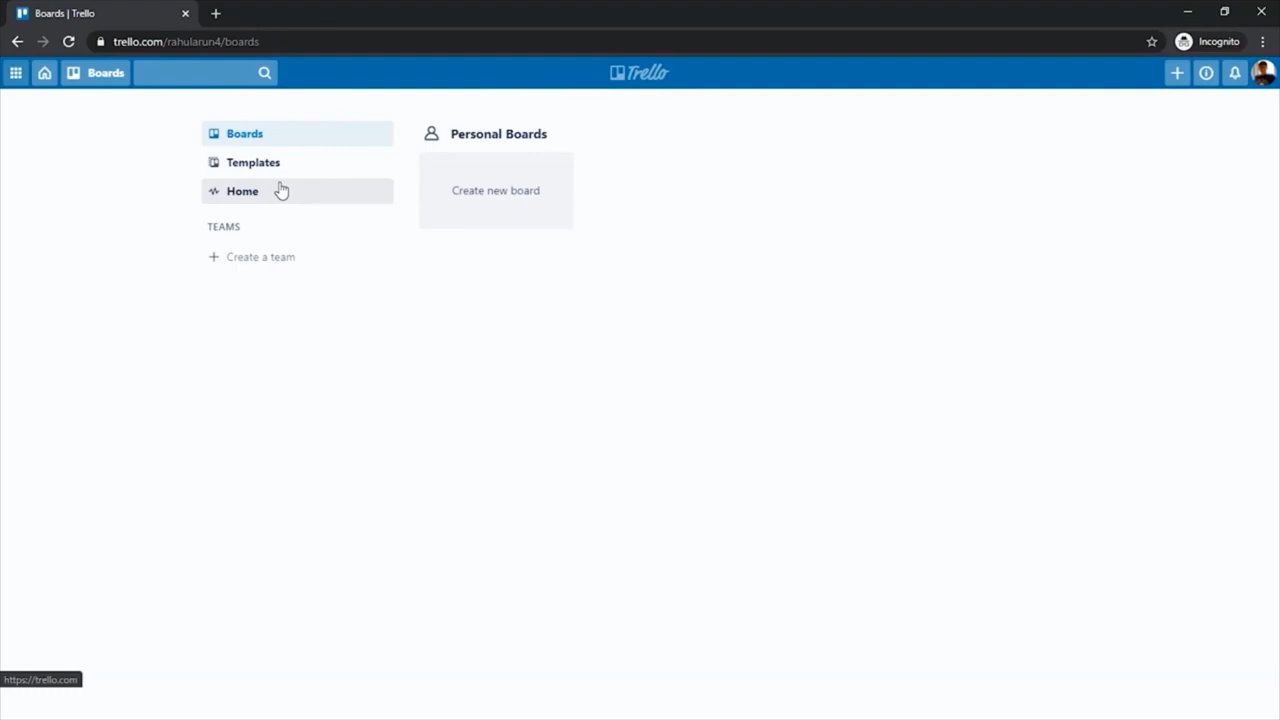 Boards | Trello
trello.com/rahularun4/boards
Incognito
Boards
Trello
Boards
Templates
Home
TEAMS
Create a team
Personal Boards
Create new board
https://trello.com